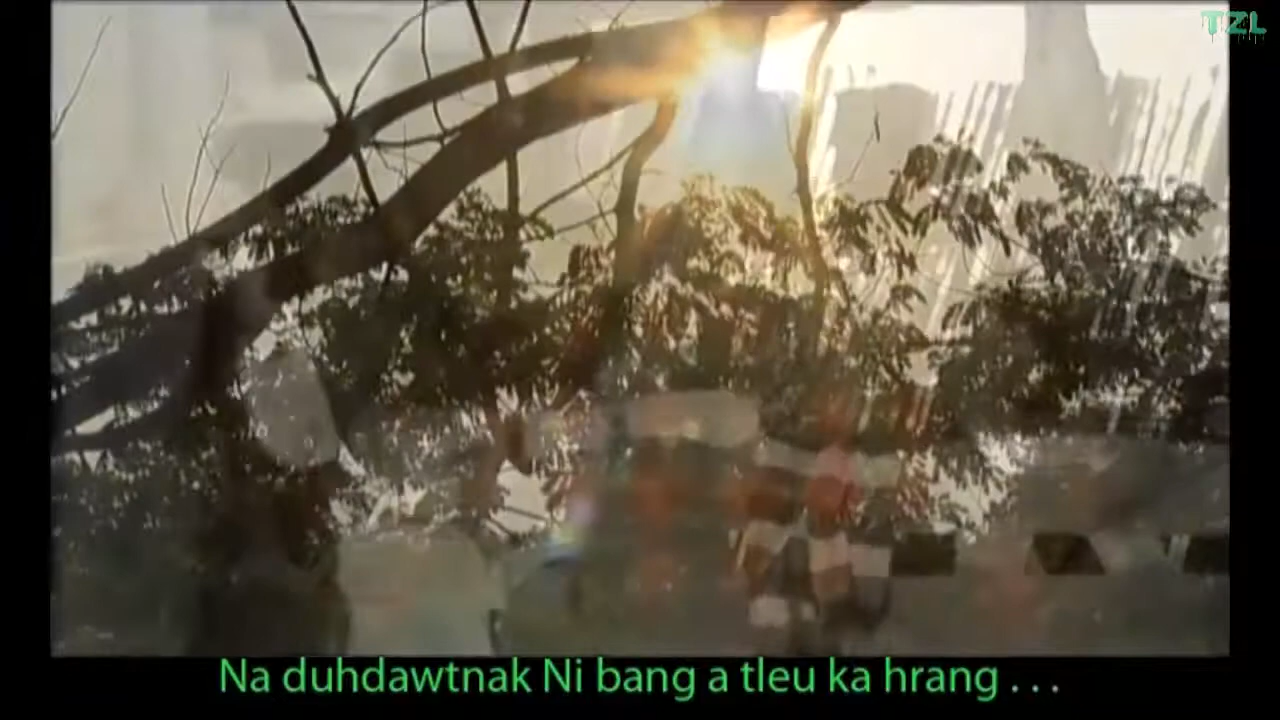 TZL
Na duhdawtnak Ni bang a tleu ka hrang . . .